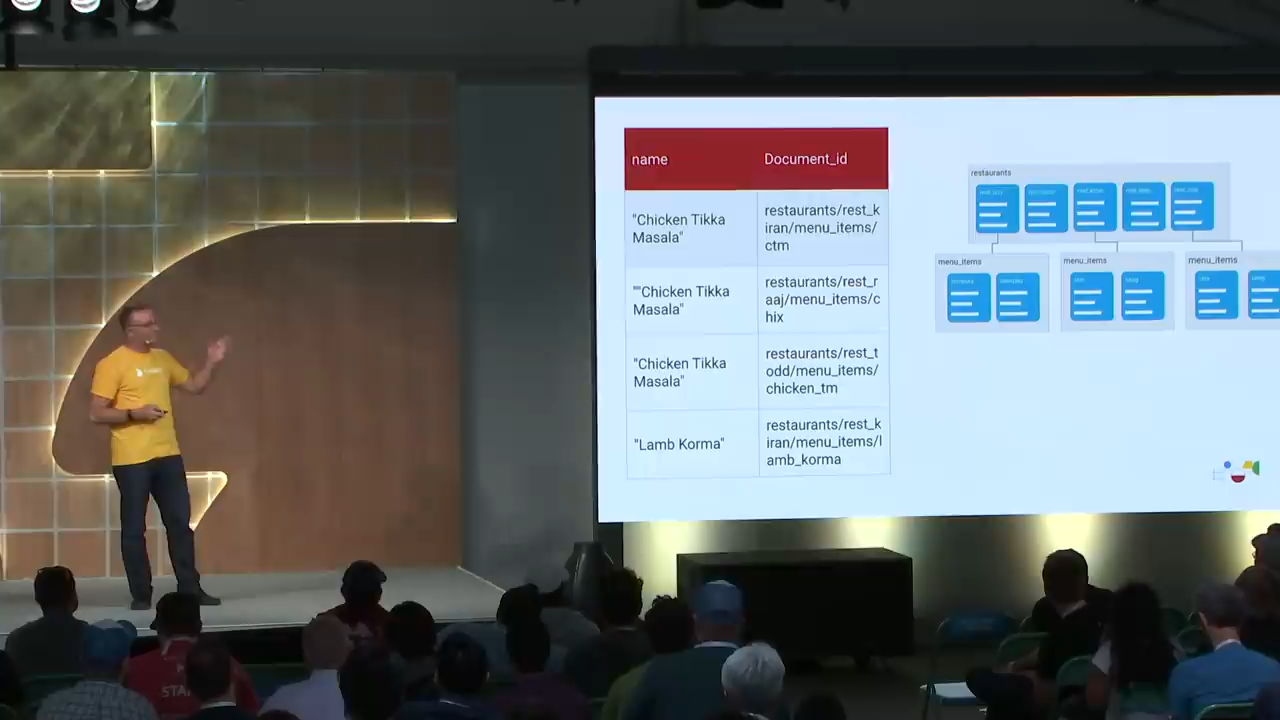 name
Document_id
"Chicken Tikka
Masala"
restaurants/rest_k
iran/menu_items/
ctm
""Chicken Tikka
Masala"
restaurants/rest_r
aaj/menu_items/c
hix
"Chicken Tikka
Masala"
restaurants/rest_t
odd/menu_items/
chicken_tm
"Lamb Korma"
restaurants/rest_k
iran/menu_items/l
amb_korma
restaurants
menu_items
menu_items
menu_items